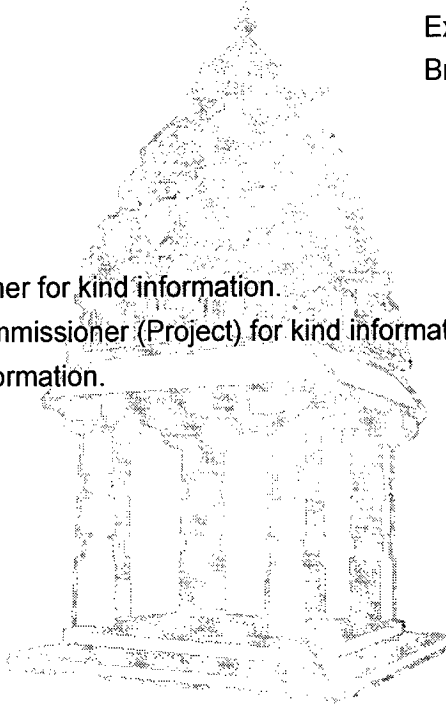 Ex
Br
ner for kind information.
mmissioner (Project) for kind informat
ormation.